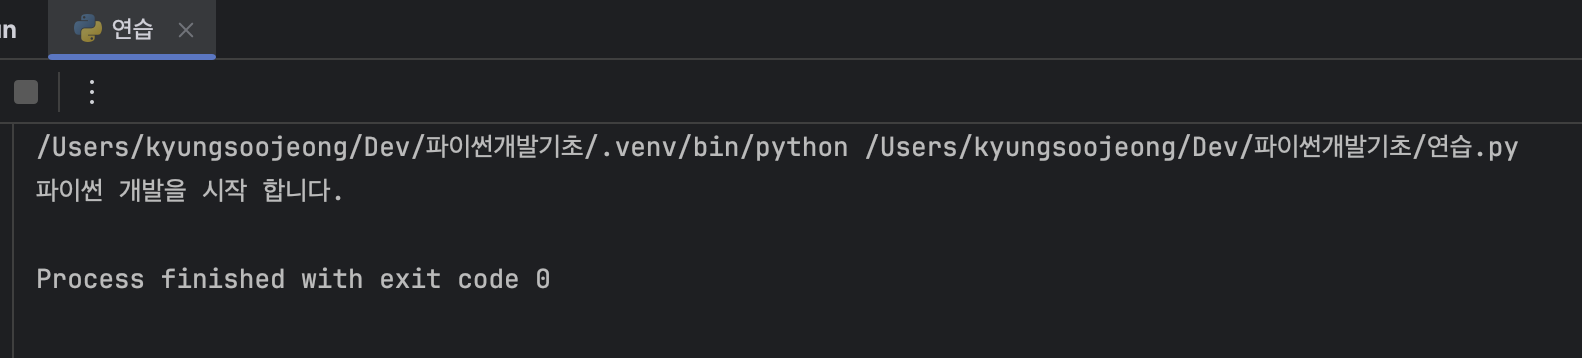 연습
/Users/kyungsoojeong/Dev/파이썬개발기초/.venv/bin/python /Users/kyungsoojeong/Dev/파이썬개발기초/연습.py
파이썬 개발을 시작 합니다.
Process finished with exit code 0